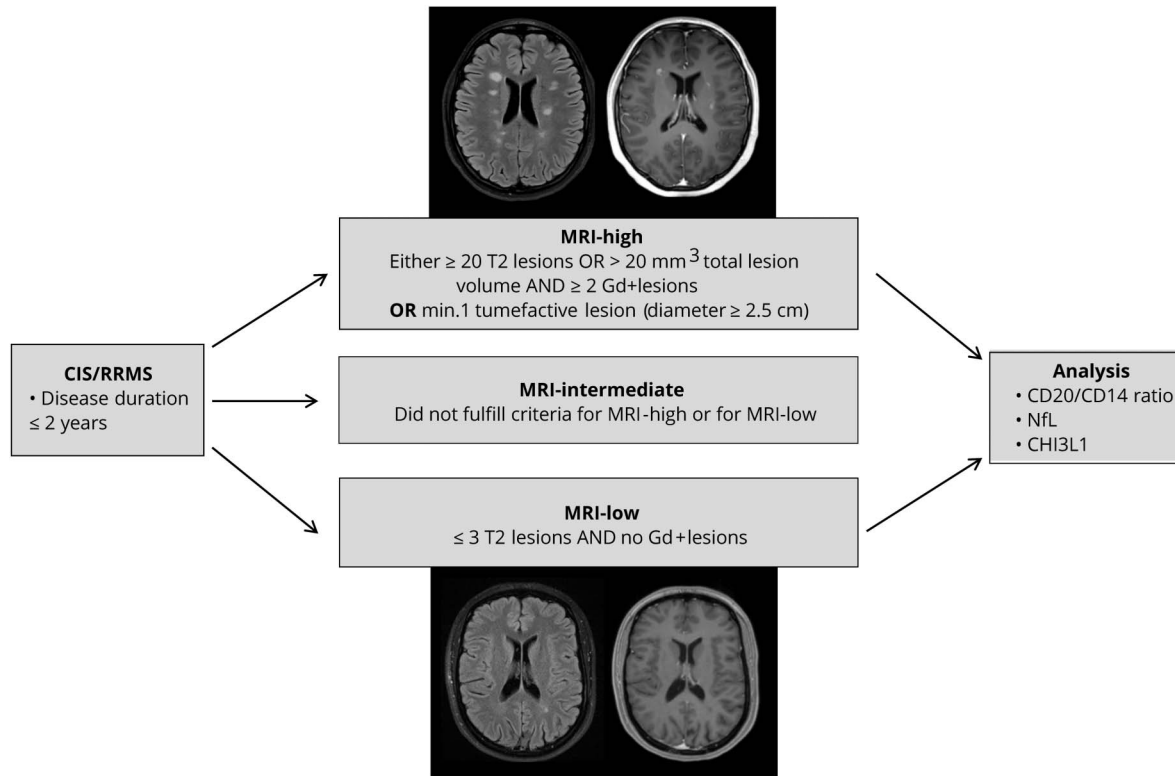 MRI-high
Either ≥ 20 T2 lesions OR > 20 mm³ total lesion
volume AND ≥ 2 Gd+lesions
OR min.1 tumefactive lesion (diameter ≥ 2.5 cm)
CIS/RRMS
• Disease duration
≤ 2 years
MRI-intermediate
Did not fulfill criteria for MRI-high or for MRI-low
MRI-low
≤ 3 T2 lesions AND no Gd+lesions
Analysis
• CD20/CD14 ratio
• NfL
• CHI3L1